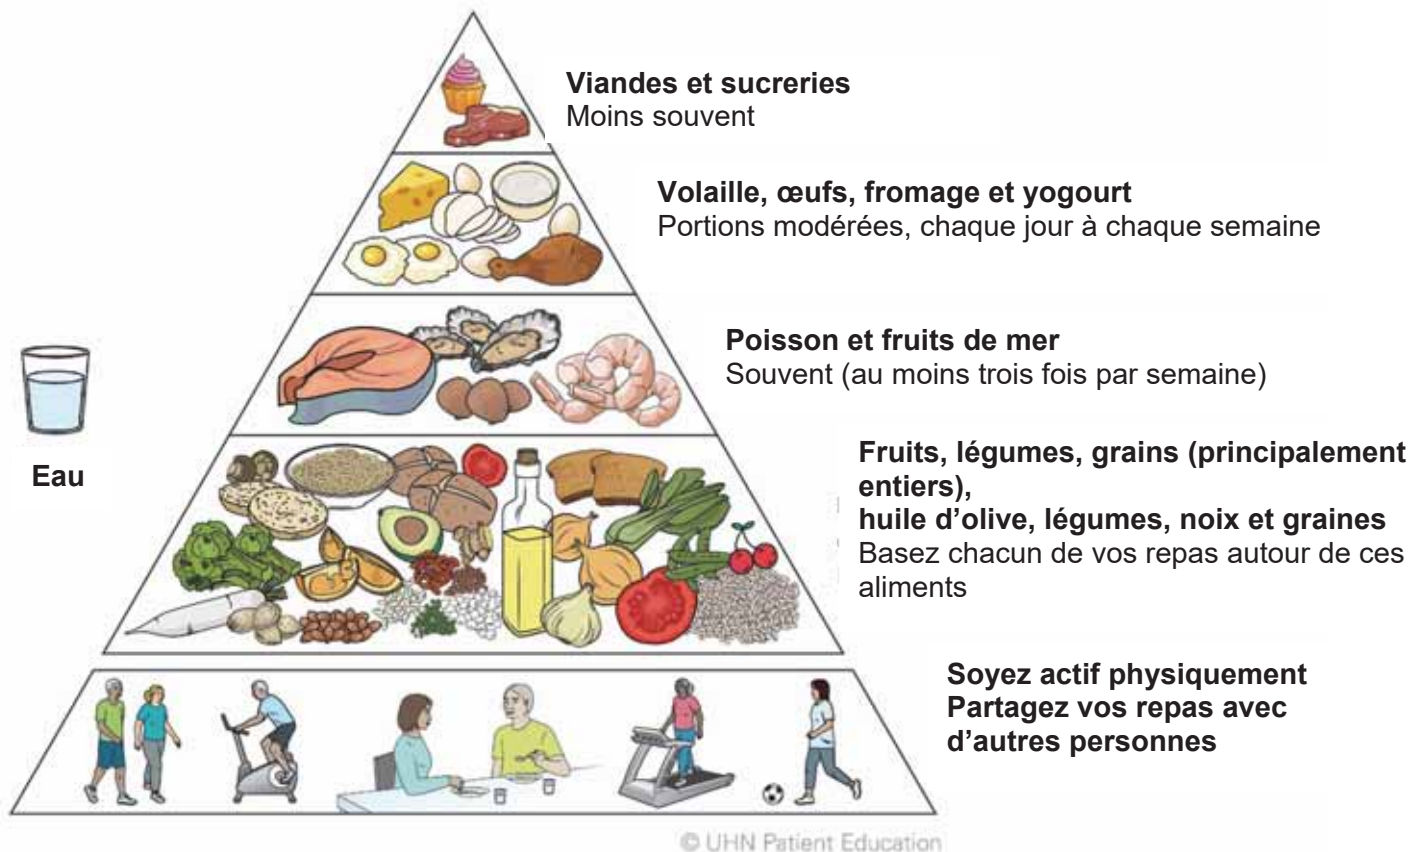 Viandes et sucreries
Moins souvent
Volaille, œufs, fromage et yogourt
Portions modérées, chaque jour à chaque semaine
Poisson et fruits de mer
Souvent (au moins trois fois par semaine)
Eau
Fruits, légumes, grains (principalement
entiers),
huile d’olive, légumes, noix et graines
Basez chacun de vos repas autour de ces
aliments
Soyez actif physiquement
Partagez vos repas avec
d’autres personnes
© UHN Patient Education